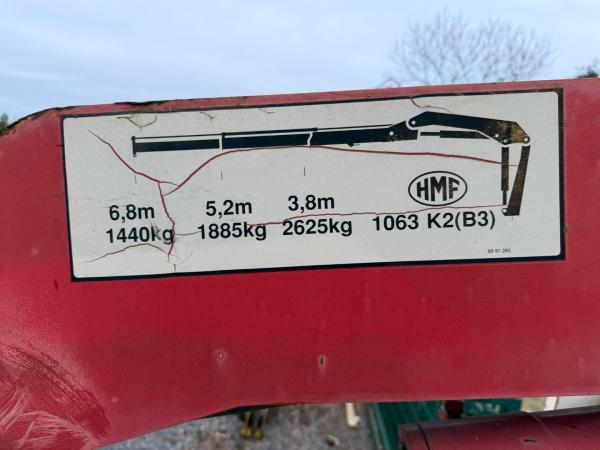 6,8m 5,2m 3,8m HMF
1440kg 1885kg 2625kg 1063 K2(B3)